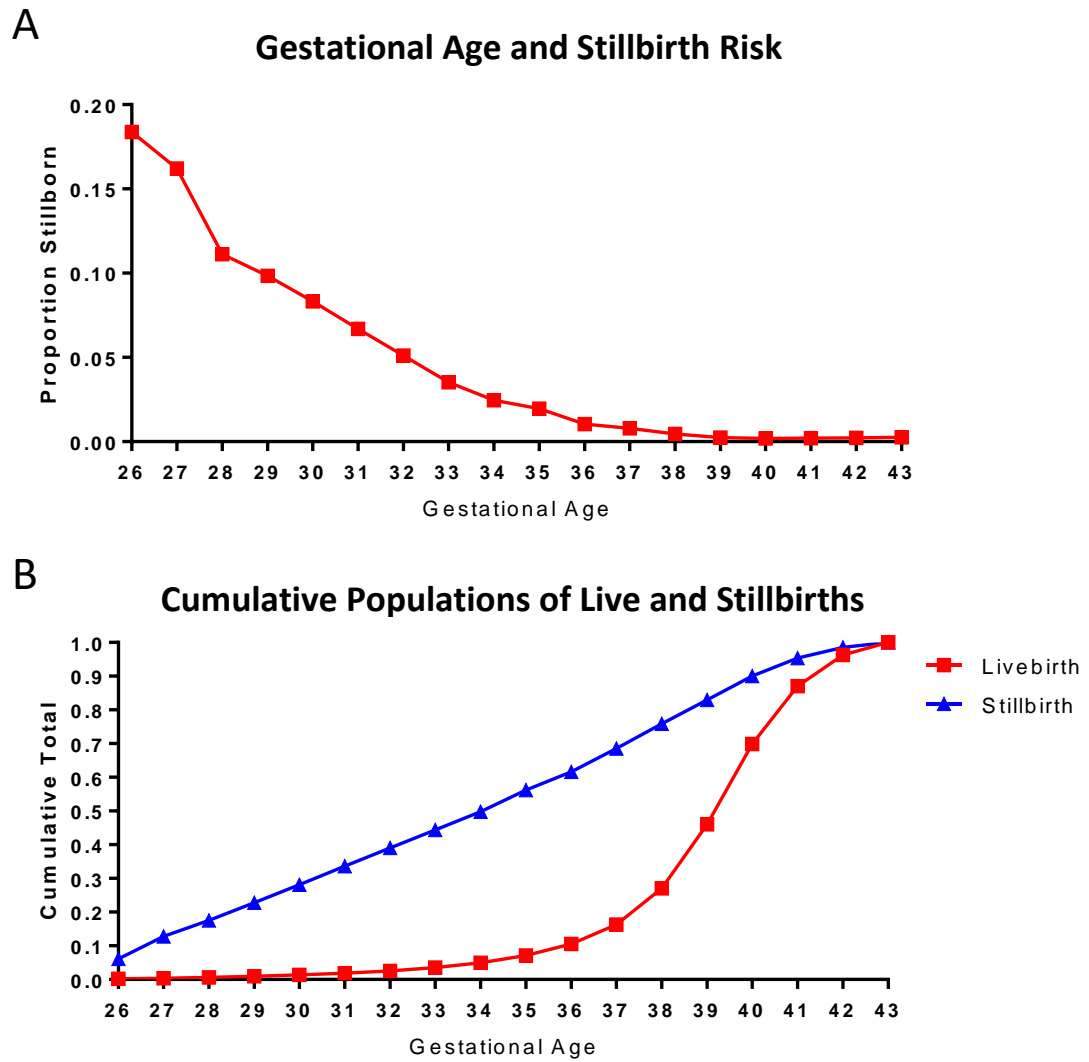 A
Gestational Age and Stillbirth Risk
Proportion Stillborn
0.20
0.15
0.10
0.05
0.00
26 27 28 29 30 31 32 33 34 35 36 37 38 39 40 41 42 43
Gestational Age
B
Cumulative Populations of Live and Stillbirths
Cumulative Total
1.0
0.9
0.8
0.7
0.6
0.5
0.4
0.3
0.2
0.1
0.0
26 27 28 29 30 31 32 33 34 35 36 37 38 39 40 41 42 43
Gestational Age
Livebirth
Stillbirth